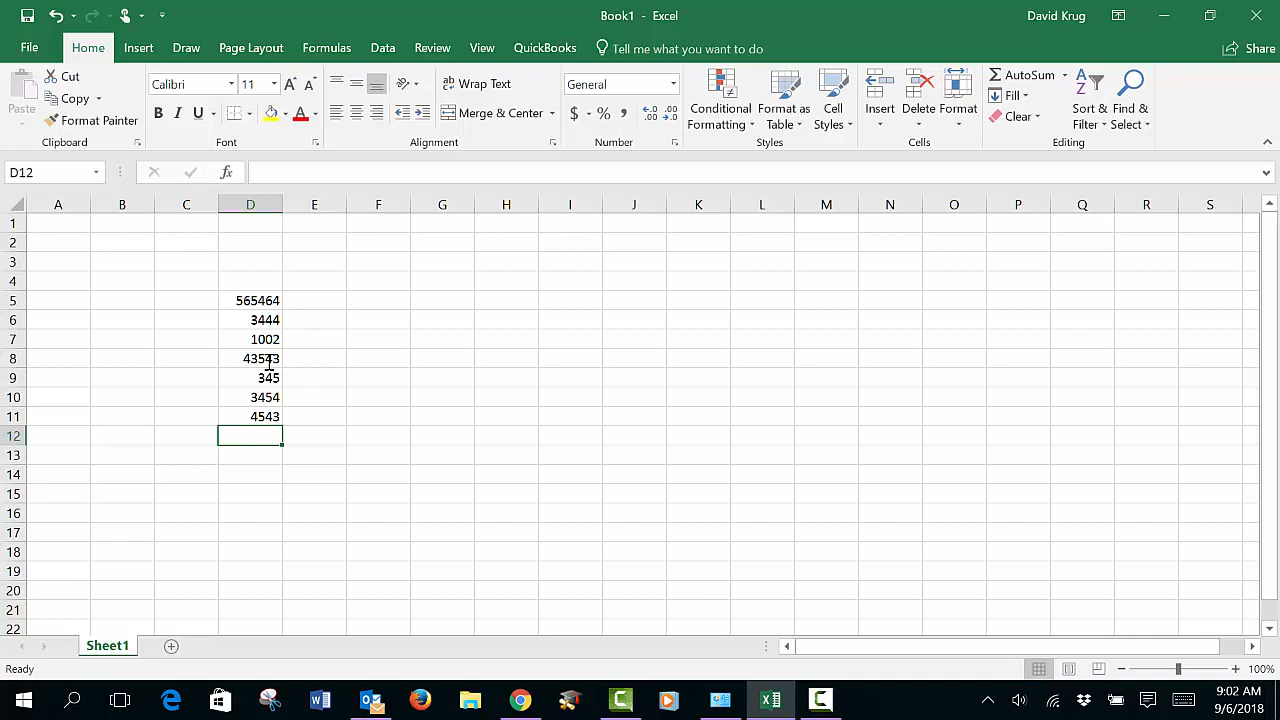 Book1 - Excel
David Krug
File Home Insert Draw Page Layout Formulas Data Review View QuickBooks Tell me what you want to do Share
Paste
Cut
Copy
Format Painter
Clipboard
Calibri 11
B I U
Font
Wrap Text
Merge & Center
Alignment
General
$ % ,
Number
Conditional Formatting
Format as Table
Cell Styles
Styles
Insert
Delete
Format
Cells
AutoSum
Fill
Clear
Sort & Filter
Find & Select
Editing
D12
fx
A B C D E F G H I J K L M N O P Q R S
1
2
3
4
5 565464
6 3444
7 1002
8 43543
9 345
10 3454
11 4543
12
13
14
15
16
17
18
19
20
21
22
Sheet1
Ready
100%
9:02 AM
9/6/2018